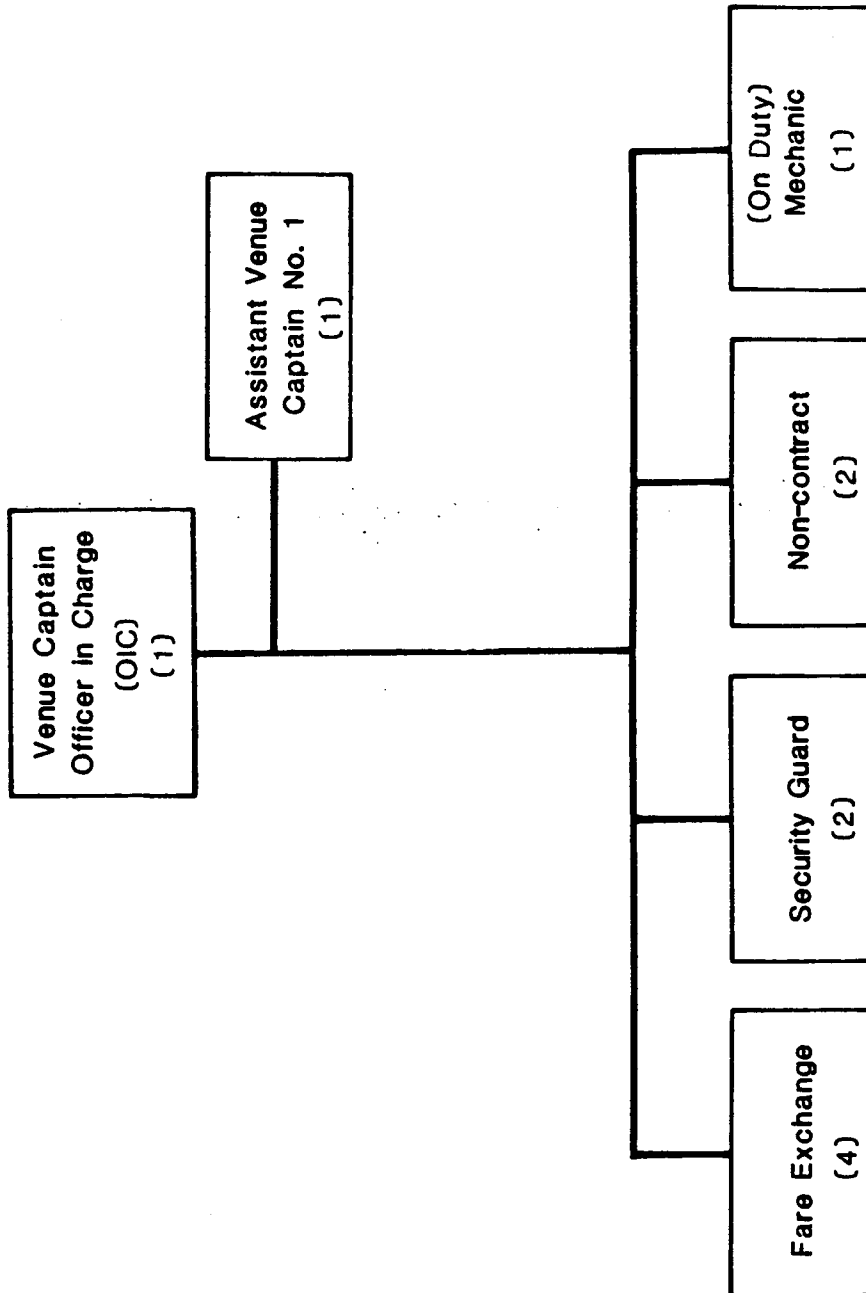 Venue Captain
Officer in Charge
(OIC)
(1)
Assistant Venue
Captain No. 1
(1)
Fare Exchange
(4)
Security Guard
(2)
Non-contract
(2)
(On Duty)
Mechanic
(1)